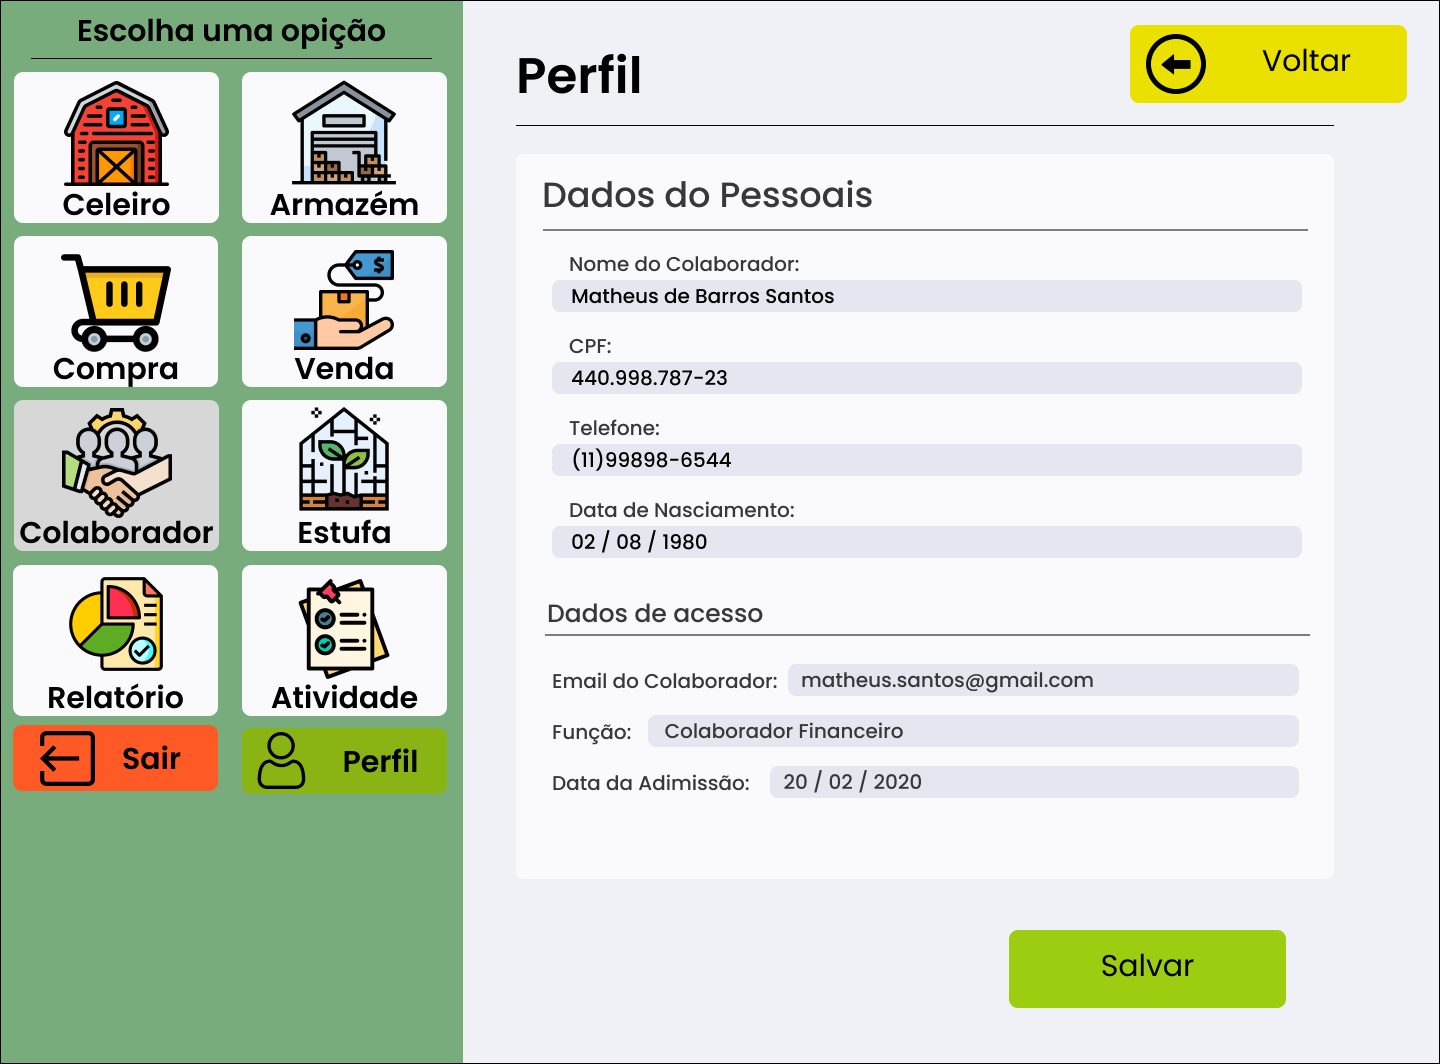 Escolha uma opição
Celeiro
Armazém
Compra
Venda
$
Colaborador
Estufa
Relatório
Atividade
Sair
Perfil
Perfil
Voltar
Dados do Pessoais
Nome do Colaborador:
Matheus de Barros Santos
CPF:
440.998.787-23
Telefone:
(11)99898-6544
Data de Nasciamento:
02 / 08 / 1980
Dados de acesso
Email do Colaborador: matheus.santos@gmail.com
Função: Colaborador Financeiro
Data da Adimissão: 20 / 02 / 2020
Salvar